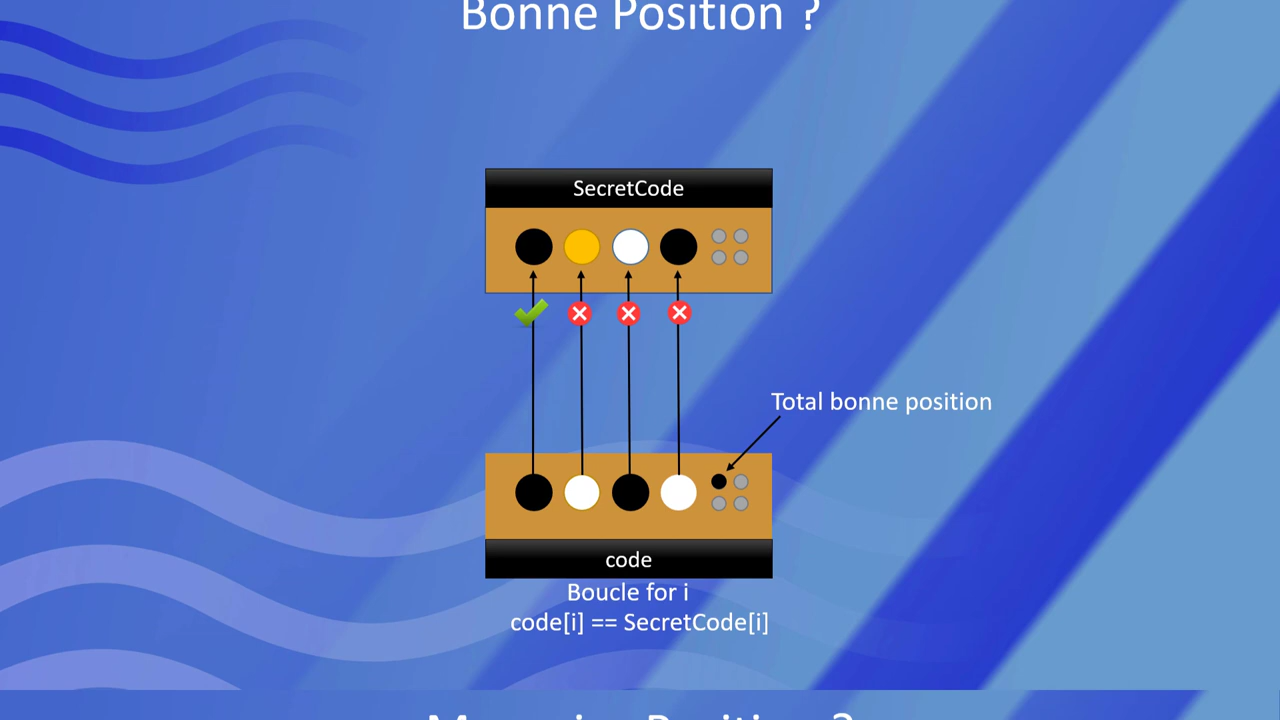 Bonne Position ?
SecretCode
Total bonne position
code
Boucle for i
code[i] == SecretCode[i]